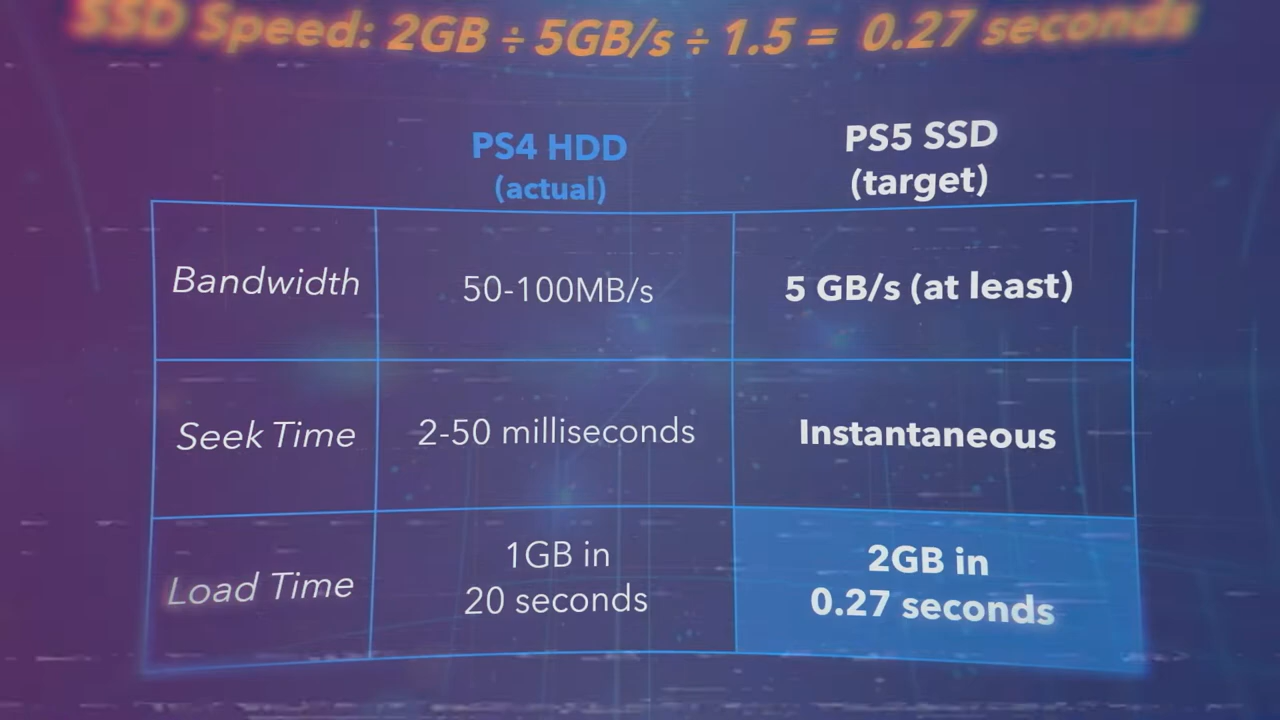 SSD Speed: 2GB ÷ 5GB/s ÷ 1.5 = 0.27 seconds
PS4 HDD
(actual)
PS5 SSD
(target)
Bandwidth
50-100MB/s
5 GB/s (at least)
Seek Time
2-50 milliseconds
Instantaneous
Load Time
1GB in
20 seconds
2GB in
0.27 seconds